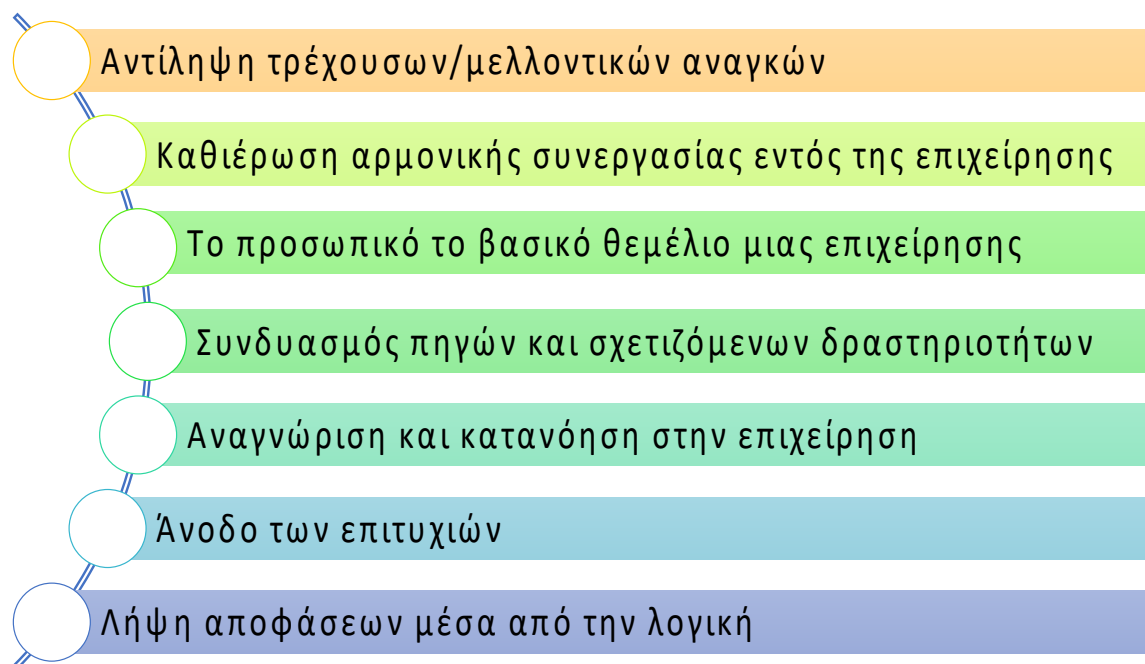 Αντίληψη τρέχουσων/μελλοντικών αναγκών
Καθιέρωση αρμονικής συνεργασίας εντός της επιχείρησης
Το προσωπικό το βασικό θεμέλιο μιας επιχείρησης
Συνδυασμός πηγών και σχετιζόμενων δραστηριοτήτων
Αναγνώριση και κατανόηση στην επιχείρηση
Άνοδο των επιτυχιών
Λήψη αποφάσεων μέσα από την λογική